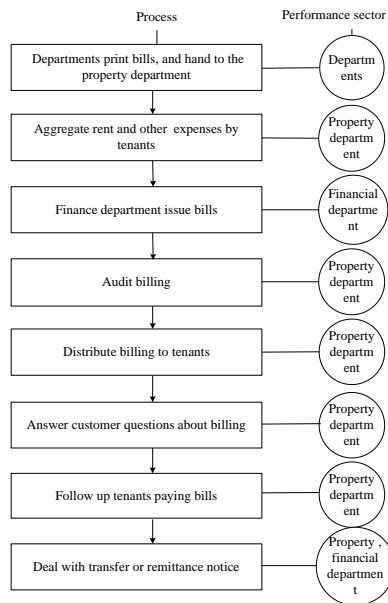 Process
Performance sector
Departments print bills, and hand to the
property department
Departm
ents
Aggregate rent and other expenses by
tenants
Property
departm
ent
Finance department issue bills
Financial
departme
nt
Audit billing
Property
departm
ent
Distribute billing to tenants
Property
departm
ent
Answer customer questions about billing
Property
departm
ent
Follow up tenants paying bills
Property
departm
ent
Deal with transfer or remittance notice
Property ,
financial
departmen
t